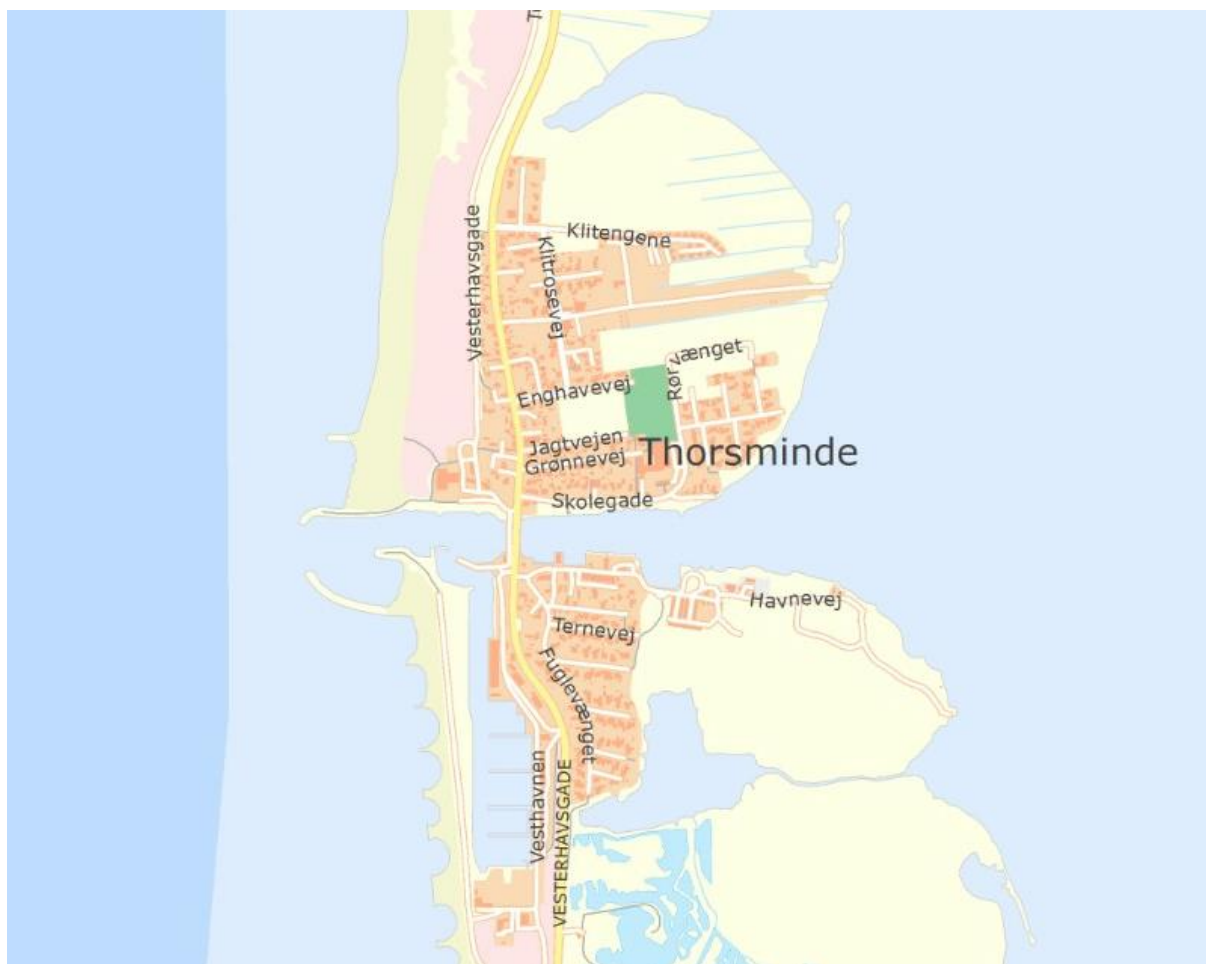 Klitengene
Klitrosevej
Vesterhavsgade
Rørvænget
Enghavevej
Jagtvejen
Grønnevej
Thorsminde
Skolegade
Havnevej
Ternevej
Fuglevænget
Vesthavnen
VESTERHAVSGADE